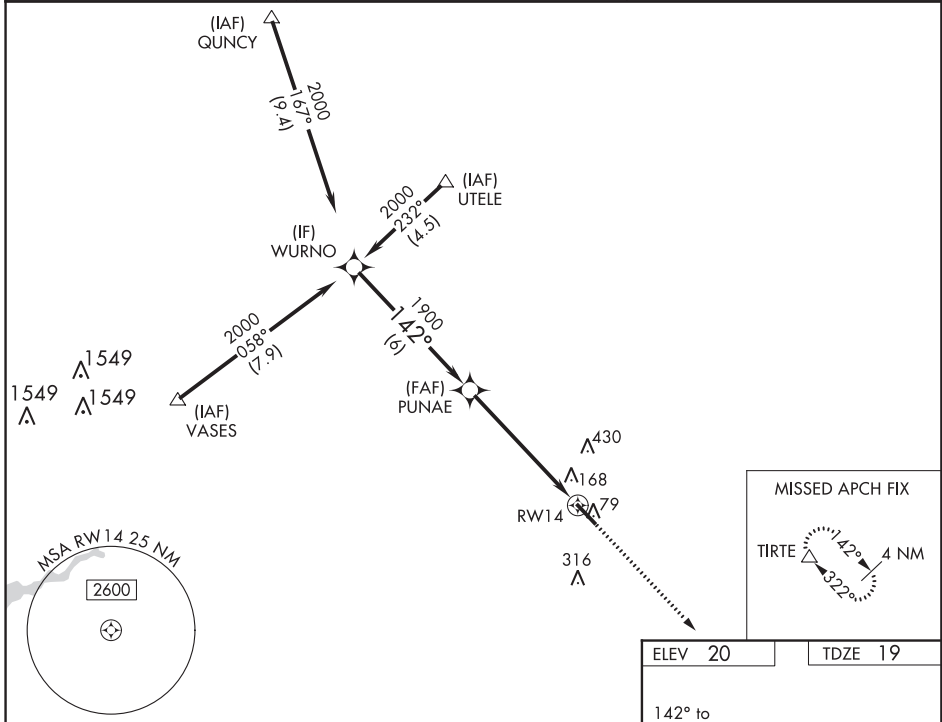 (IAF)
QUNCY
2000
167°
(9.4)
(IAF)
UTELE
2000
232°
(4.5)
(IF)
WURNO
1900
142°
(6)
2000
058°
(7.9)
1549
1549
1549
(IAF)
VASES
(FAF)
PUNAE
430
168
RW14
79
316
MISSED APCH FIX
TIRTE
142°
4 NM
322°
MSA RW14 25 NM
2600
ELEV 20
TDZE 19
142° to